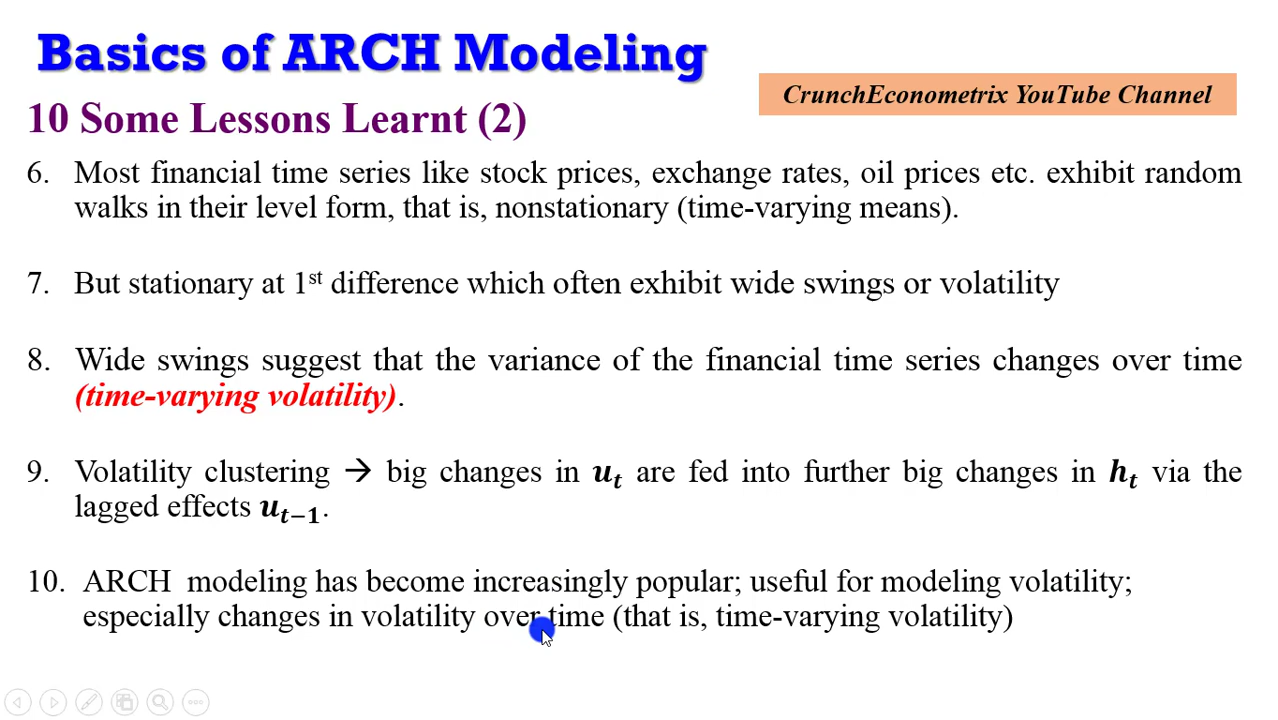 Basics of ARCH Modeling
CrunchEconometrix YouTube Channel
10 Some Lessons Learnt (2)
6. Most financial time series like stock prices, exchange rates, oil prices etc. exhibit random
walks in their level form, that is, nonstationary (time-varying means).
7. But stationary at 1st difference which often exhibit wide swings or volatility
8. Wide swings suggest that the variance of the financial time series changes over time
(time-varying volatility).
9. Volatility clustering → big changes in uₜ are fed into further big changes in hₜ via the
lagged effects uₜ₋₁.
10. ARCH modeling has become increasingly popular; useful for modeling volatility;
especially changes in volatility over time (that is, time-varying volatility)